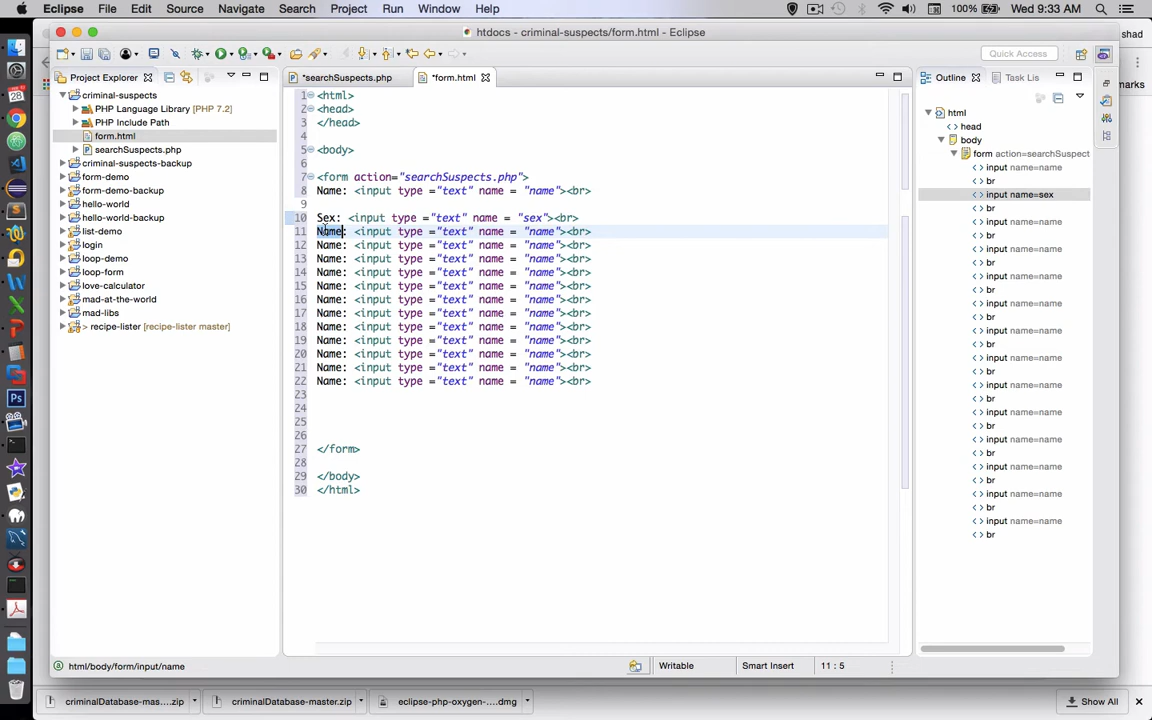 Eclipse File Edit Source Navigate Search Project Run Window Help 100% Wed 9:33 AM
htdocs - criminal-suspects/form.html - Eclipse
shad
Quick Access
Project Explorer
*searchSuspects.php
*form.html
Outline
Task Lis
marks
criminal-suspects
PHP Language Library [PHP 7.2]
PHP Include Path
form.html
searchSuspects.php
criminal-suspects-backup
form-demo
form-demo-backup
hello-world
hello-world-backup
list-demo
login
loop-demo
loop-form
love-calculator
mad-at-the-world
mad-libs
> recipe-lister [recipe-lister master]
1 <html>
2 <head>
3 </head>
4
5 <body>
6
7 <form action="searchSuspects.php">
8 Name: <input type ="text" name = "name"><br>
9
10 Sex: <input type ="text" name = "sex"><br>
11 Name: <input type ="text" name = "name"><br>
12 Name: <input type ="text" name = "name"><br>
13 Name: <input type ="text" name = "name"><br>
14 Name: <input type ="text" name = "name"><br>
15 Name: <input type ="text" name = "name"><br>
16 Name: <input type ="text" name = "name"><br>
17 Name: <input type ="text" name = "name"><br>
18 Name: <input type ="text" name = "name"><br>
19 Name: <input type ="text" name = "name"><br>
20 Name: <input type ="text" name = "name"><br>
21 Name: <input type ="text" name = "name"><br>
22 Name: <input type ="text" name = "name"><br>
23
24
25
26
27 </form>
28
29 </body>
30 </html>
html
head
body
form action=searchSuspect
input name=name
br
input name=sex
br
input name=name
br
input name=name
br
input name=name
br
input name=name
br
input name=name
br
input name=name
br
input name=name
br
input name=name
br
input name=name
br
input name=name
br
input name=name
br
input name=name
br
html/body/form/input/name
Writable
Smart Insert
11 : 5
criminalDatabase-mas....zip
criminalDatabase-master.zip
eclipse-php-oxygen-....dmg
Show All